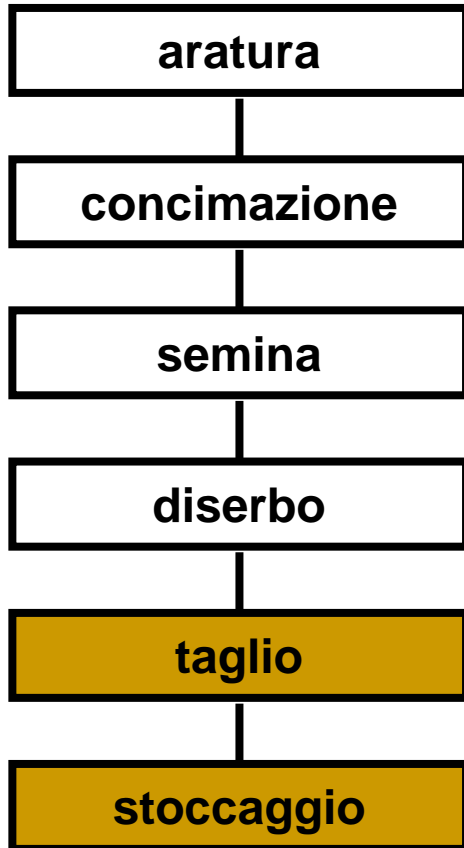 aratura
concimazione
semina
diserbo
taglio
stoccaggio